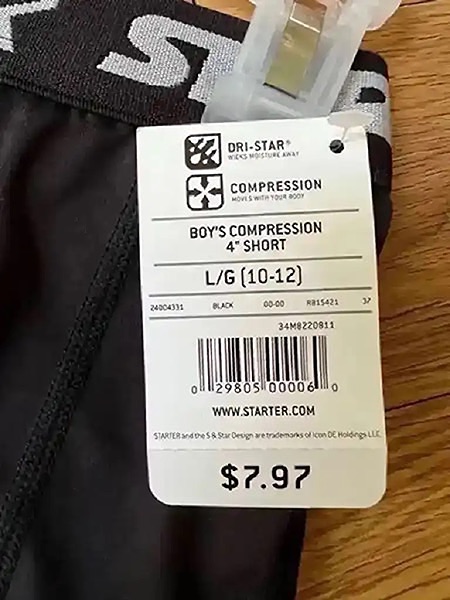 STAR
DRI-STAR®
WICKS MOISTURE AWAY
COMPRESSION
MOVES WITH YOUR BODY
BOY'S COMPRESSION
4" SHORT
L/G (10-12)
24004331 BLACK 00-00 R815421 37
34M8220811
0 29805 00006 0
WWW.STARTER.COM
STARTER and the S & Star Design are trademarks of Icon DE Holdings LLC.
$7.97